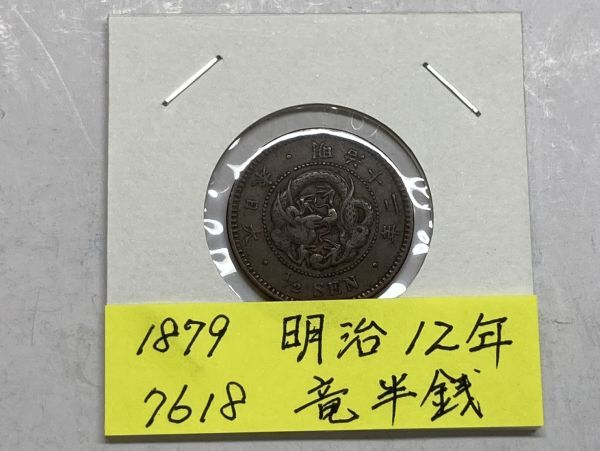 大日本・明治十二年・
1/2 SEN
1879 明治12年
7618 竜半銭